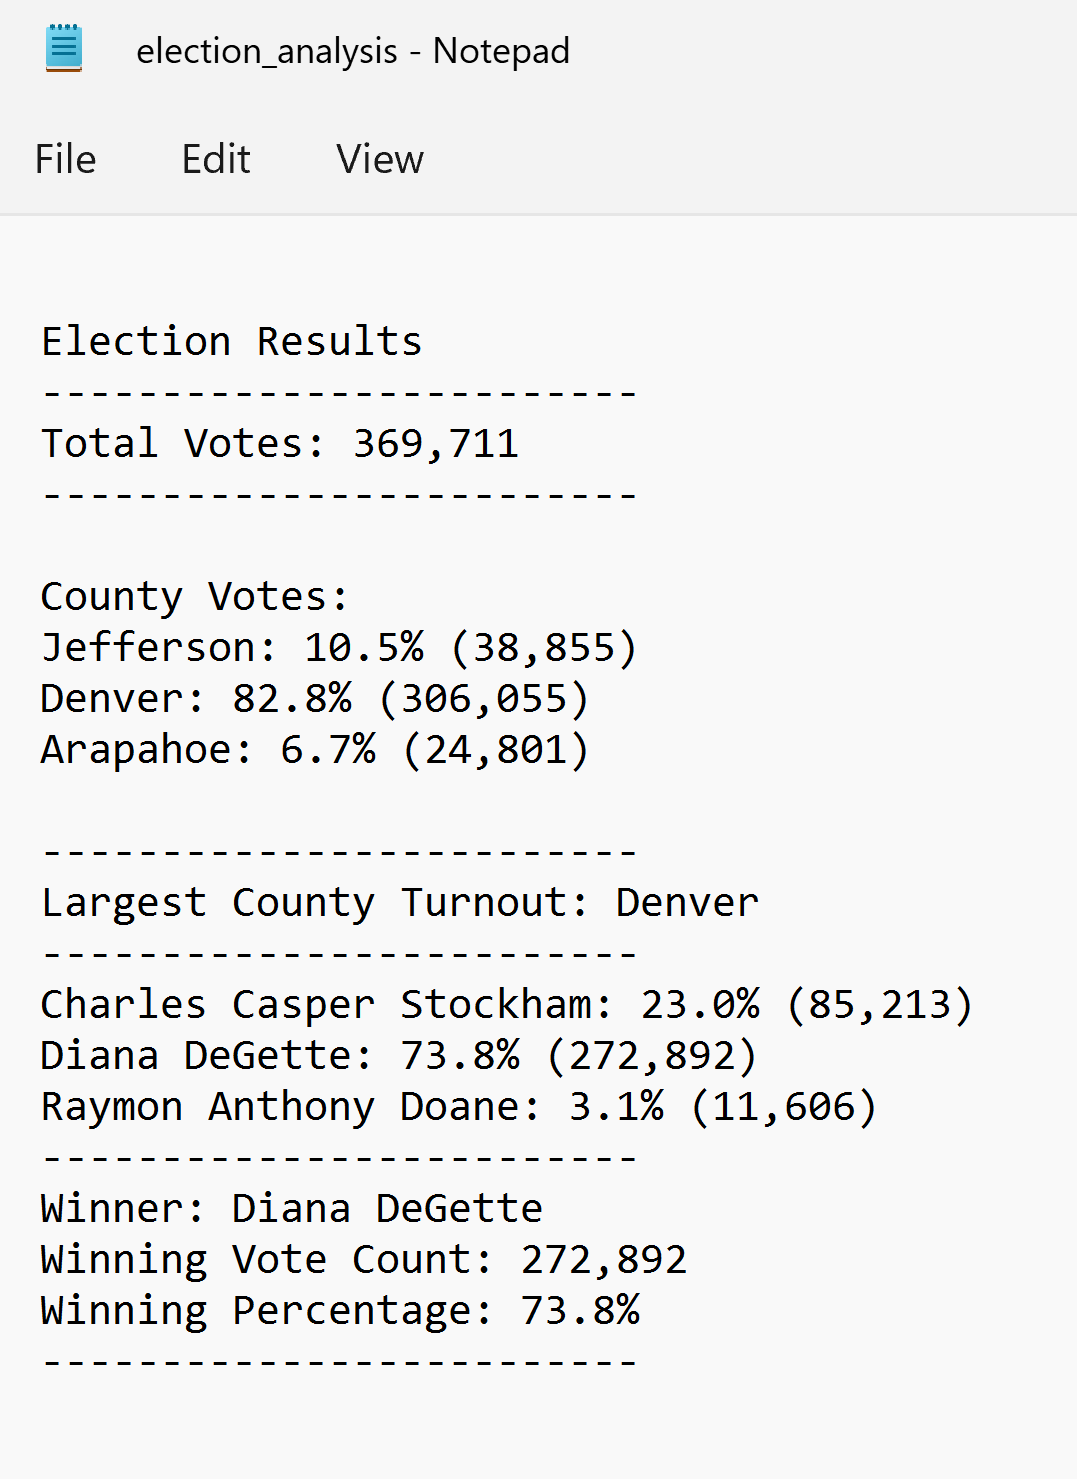 election_analysis - Notepad
File Edit View
Election Results
-------------------------
Total Votes: 369,711
-------------------------
County Votes:
Jefferson: 10.5% (38,855)
Denver: 82.8% (306,055)
Arapahoe: 6.7% (24,801)
-------------------------
Largest County Turnout: Denver
-------------------------
Charles Casper Stockham: 23.0% (85,213)
Diana DeGette: 73.8% (272,892)
Raymon Anthony Doane: 3.1% (11,606)
-------------------------
Winner: Diana DeGette
Winning Vote Count: 272,892
Winning Percentage: 73.8%
-------------------------